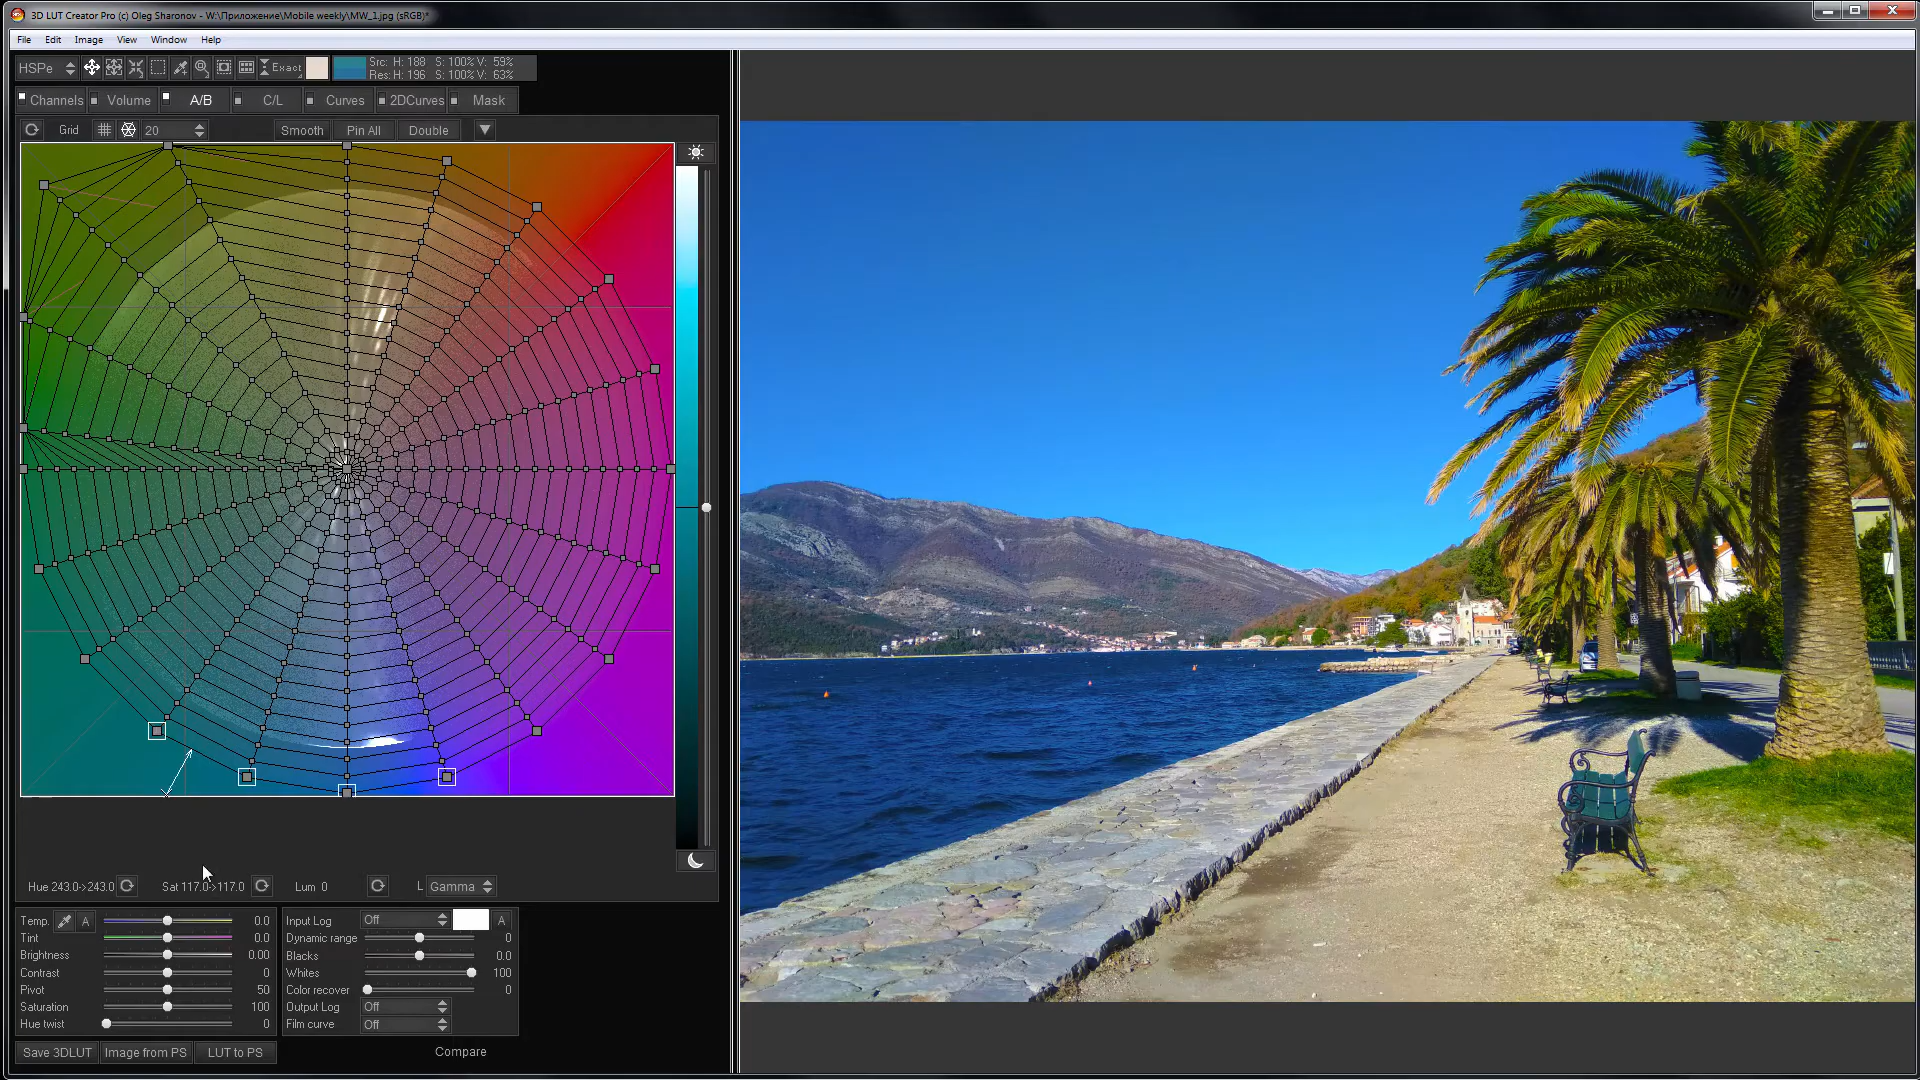 3D LUT Creator Pro (c) Oleg Sharonov - W:\Приложение\Mobile weekly\MW_1.jpg (sRGB)*
File Edit Image View Window Help
HSPe Exact Src: H: 188 S: 100% V: 59%
Res: H: 196 S: 100% V: 63%
Channels Volume A/B C/L Curves 2DCurves Mask
Grid 20 Smooth Pin All Double
Hue 243.0->243.0 Sat 117.0->117.0 Lum 0 L Gamma
Temp. A 0.0
Tint 0.0
Brightness 0.00
Contrast 0
Pivot 50
Saturation 100
Hue twist 0
Input Log Off A
Dynamic range 0
Blacks 0.0
Whites 100
Color recover 0
Output Log Off
Film curve Off
Save 3DLUT Image from PS LUT to PS Compare